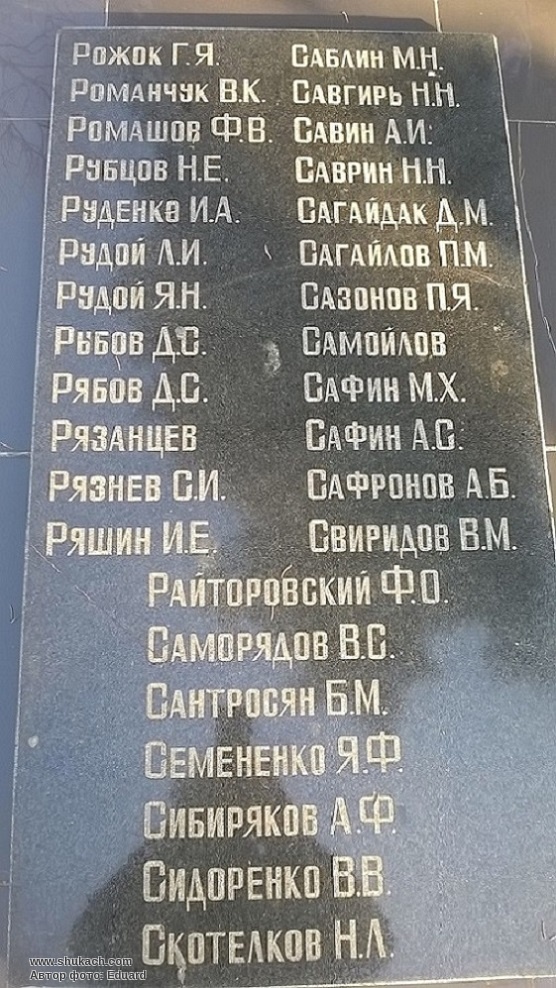 Рожок Г.Я.
Романчук В.К.
Ромашов Ф.В.
Рубцов Н.Е.
Руденко И.А.
Рудой Л.И.
Рудой Я.Н.
Рыбов Д.С.
Рябов Д.С.
Рязанцев
Рязнев С.И.
Ряшин И.Е.
Саблин М.Н.
Савгирь Н.Н.
Савин А.И.
Саврин Н.Н.
Сагайдак Д.М.
Сагайлов П.М.
Сазонов П.Я.
Самойлов
Сафин М.Х.
Сафин А.С.
Сафронов А.Б.
Свиридов В.М.
Райторовский Ф.О.
Саморядов В.С.
Сантросян Б.М.
Семененко Я.Ф.
Сибиряков А.Ф.
Сидоренко В.В.
Скотелков Н.Л.
www.shukach.com
Автор фото: Eduard